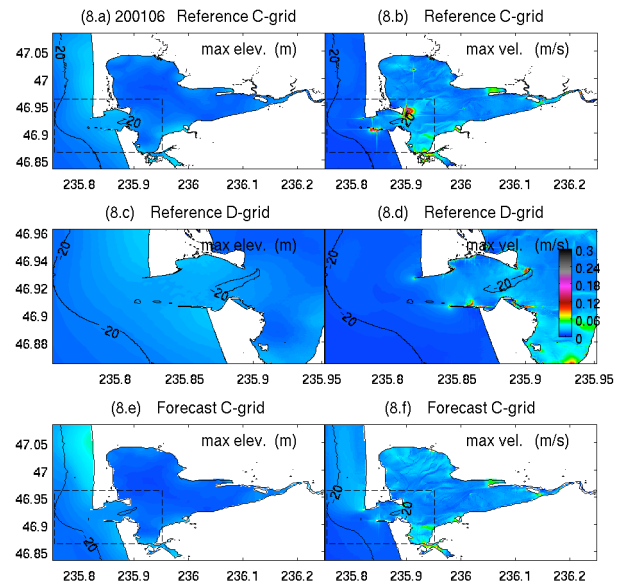 (8.a) 200106 Reference C-grid
(8.b) Reference C-grid
max elev. (m)
max vel. (m/s)
47.05
47
46.95
46.9
46.85
-20
-20
-20
-20
235.8 235.9 236 236.1 236.2
235.8 235.9 236 236.1 236.2
(8.c) Reference D-grid
(8.d) Reference D-grid
max elev. (m)
max vel. (m/s)
46.96
46.94
46.92
46.9
46.88
-20
-20
-20
-20
-20
0.3
0.24
0.18
0.12
0.06
0
235.8 235.85 235.9
235.8 235.85 235.9 235.95
(8.e) Forecast C-grid
(8.f) Forecast C-grid
max elev. (m)
max vel. (m/s)
47.05
47
46.95
46.9
46.85
-20
-20
-20
-20
235.8 235.9 236 236.1 236.2
235.8 235.9 236 236.1 236.2